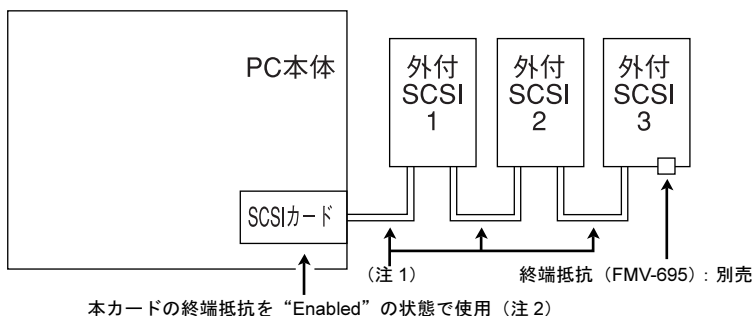 PC本体
外付
SCSI
1
外付
SCSI
2
外付
SCSI
3
SCSIカード
(注1)
終端抵抗（FMV-695）: 別売
本カードの終端抵抗を“Enabled”の状態で使用（注2）